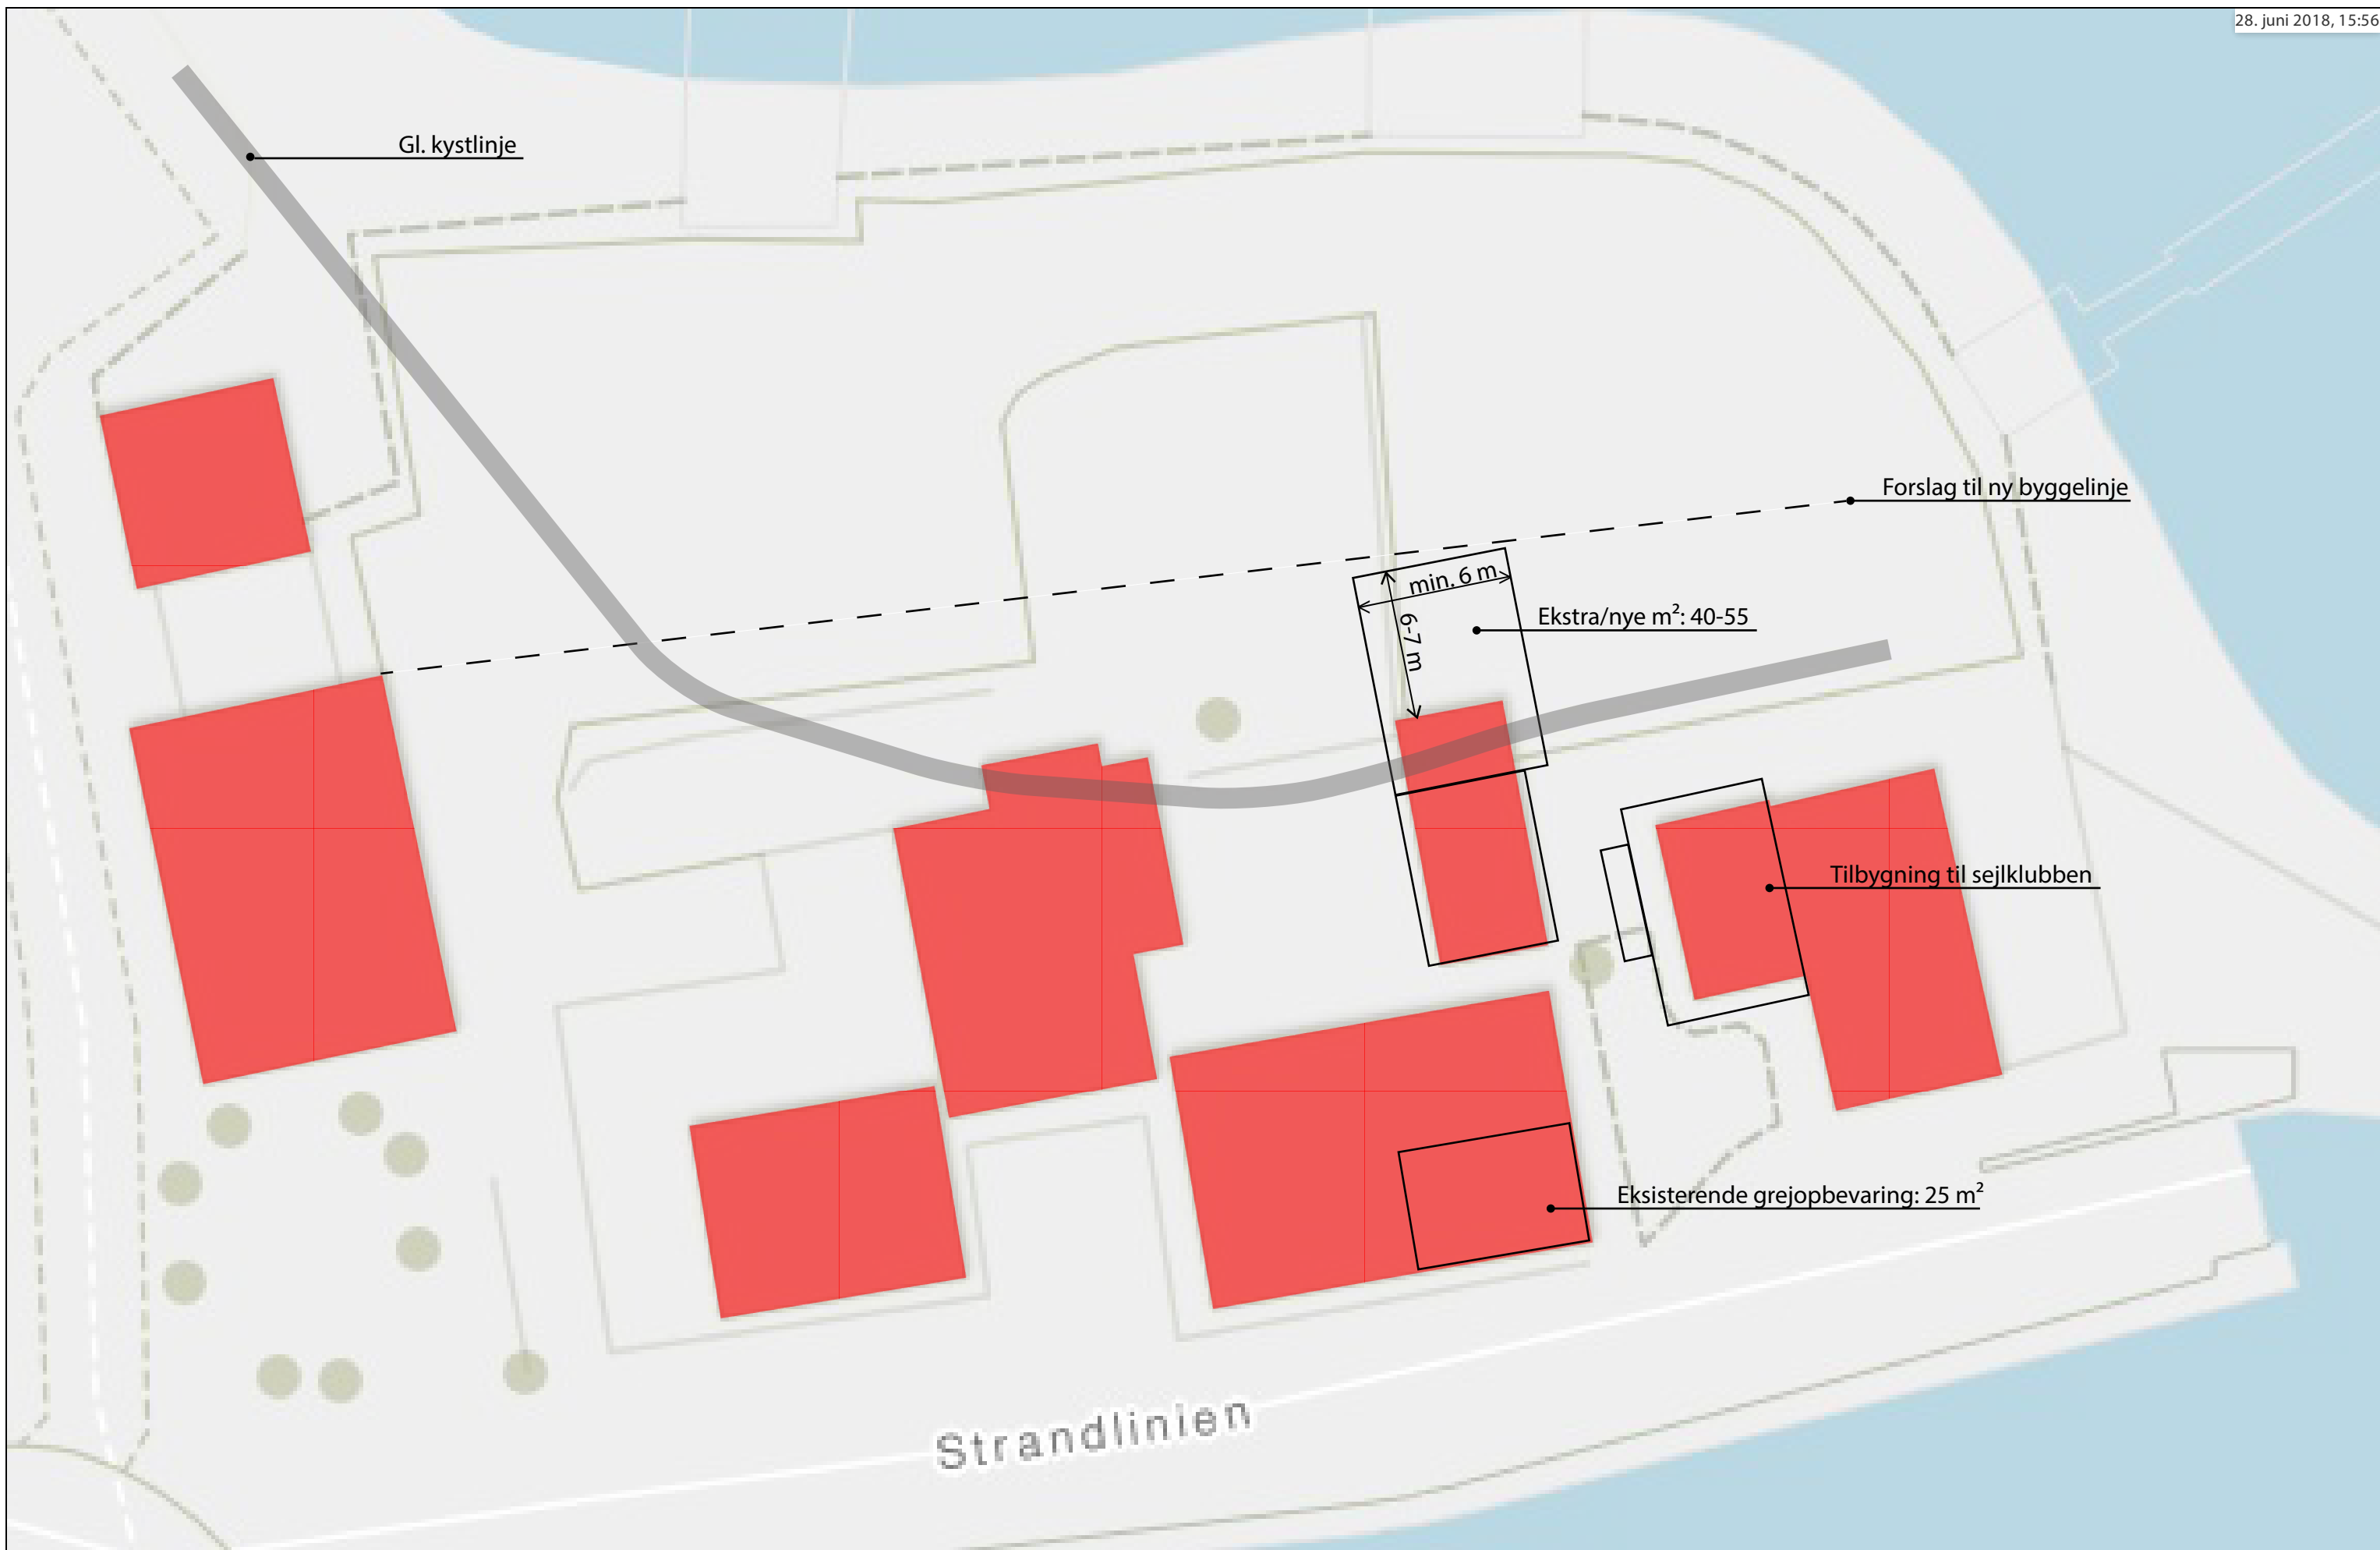 28. juni 2018, 15:56
Gl. kystlinje
Forslag til ny byggelinje
min. 6 m
6-7 m
Ekstra/nye m²: 40-55
Tilbygning til sejlklubben
Eksisterende grejopbevaring: 25 m²
Strandlinien